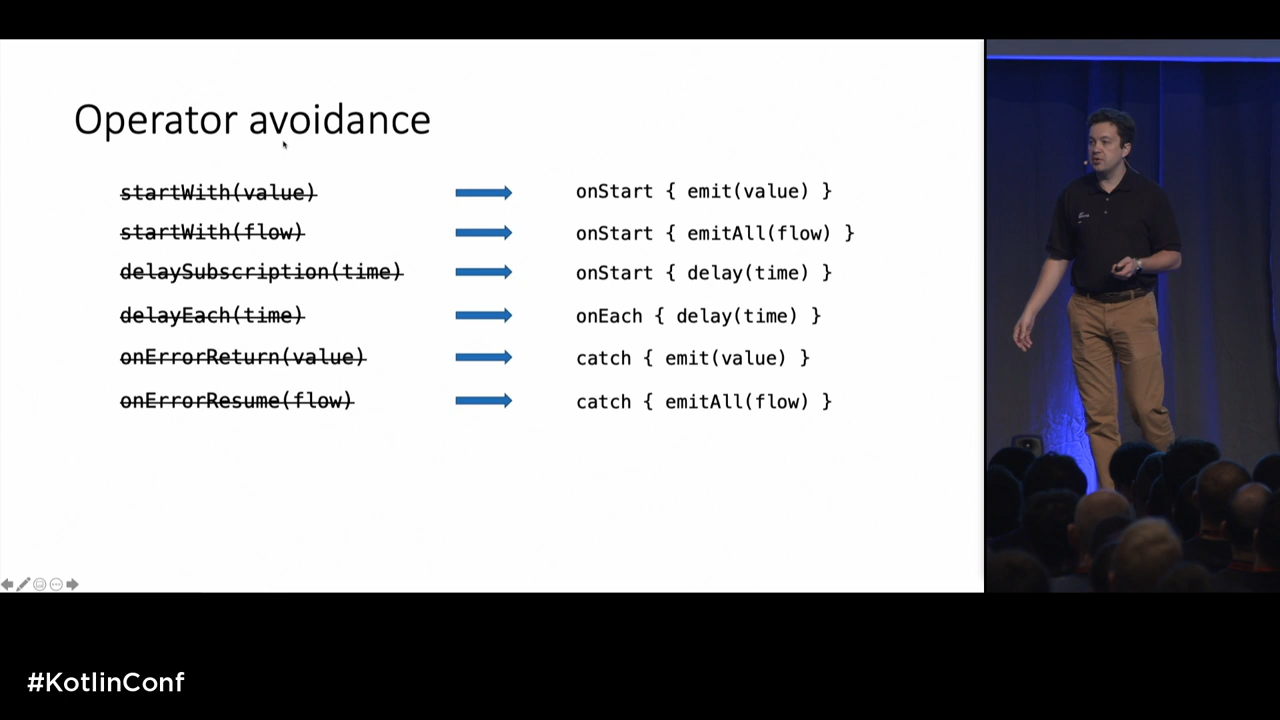 Operator avoidance
startWith(value) onStart { emit(value) }
startWith(flow) onStart { emitAll(flow) }
delaySubscription(time) onStart { delay(time) }
delayEach(time) onEach { delay(time) }
onErrorReturn(value) catch { emit(value) }
onErrorResume(flow) catch { emitAll(flow) }
#KotlinConf